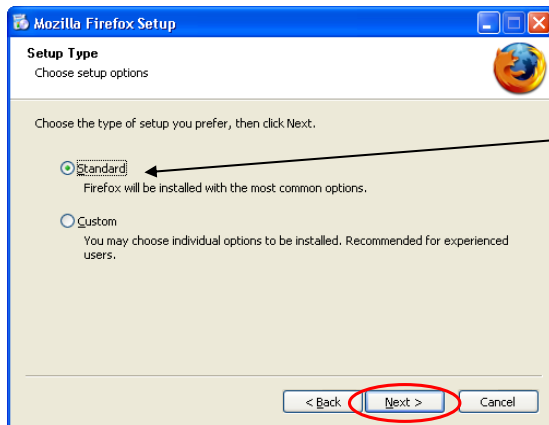 Mozilla Firefox Setup
Setup Type
Choose setup options
Choose the type of setup you prefer, then click Next.
Standard
Firefox will be installed with the most common options.
Custom
You may choose individual options to be installed. Recommended for experienced
users.
< Back
Next >
Cancel